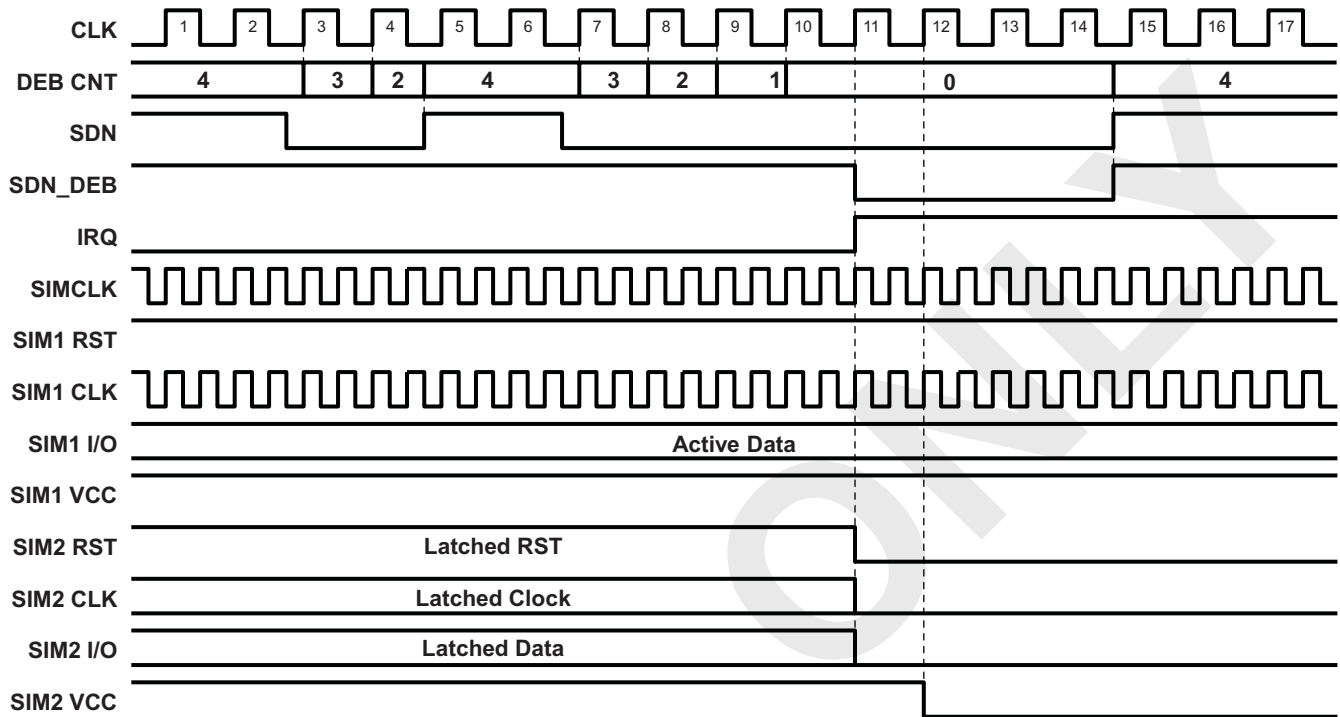 CLK 1 2 3 4 5 6 7 8 9 10 11 12 13 14 15 16 17
DEB CNT 4 3 2 4 3 2 1 0 4
SDN
SDN_DEB
IRQ
SIMCLK
SIM1 RST
SIM1 CLK
SIM1 I/O Active Data
SIM1 VCC
SIM2 RST Latched RST
SIM2 CLK Latched Clock
SIM2 I/O Latched Data
SIM2 VCC
ONLY